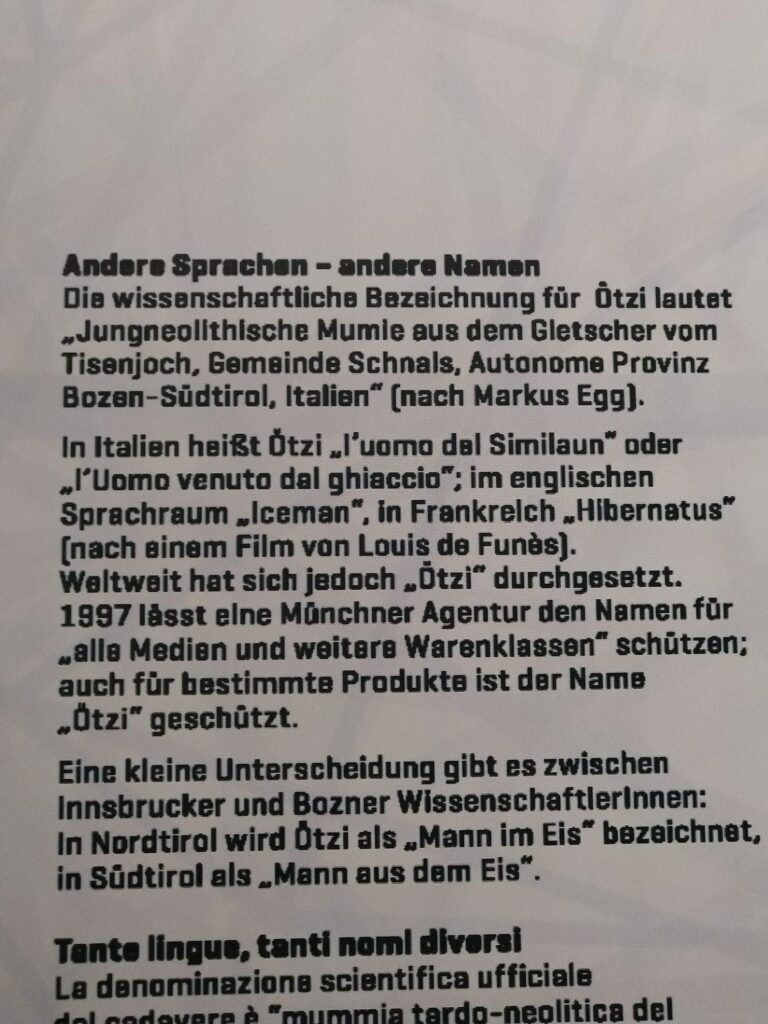 Andere Sprachen – andere Namen
Die wissenschaftliche Bezeichnung für Ötzi lautet
„Jungneolithische Mumie aus dem Gletscher vom
Tisenjoch, Gemeinde Schnals, Autonome Provinz
Bozen-Südtirol, Italien“ (nach Markus Egg).
In Italien heißt Ötzi „l'uomo del Similaun“ oder
„l'Uomo venuto dal ghiaccio“; im englischen
Sprachraum „Iceman“, in Frankreich „Hibernatus“
(nach einem Film von Louis de Funès).
Weltweit hat sich jedoch „Ötzi“ durchgesetzt.
1997 lässt eine Münchner Agentur den Namen für
„alle Medien und weitere Warenklassen“ schützen;
auch für bestimmte Produkte ist der Name
„Ötzi“ geschützt.
Eine kleine Unterscheidung gibt es zwischen
Innsbrucker und Bozner WissenschaftlerInnen:
In Nordtirol wird Ötzi als „Mann im Eis“ bezeichnet,
in Südtirol als „Mann aus dem Eis“.
Tante lingue, tanti nomi diversi
La denominazione scientifica ufficiale
del cadavere è "mummia tardo-neolitica del